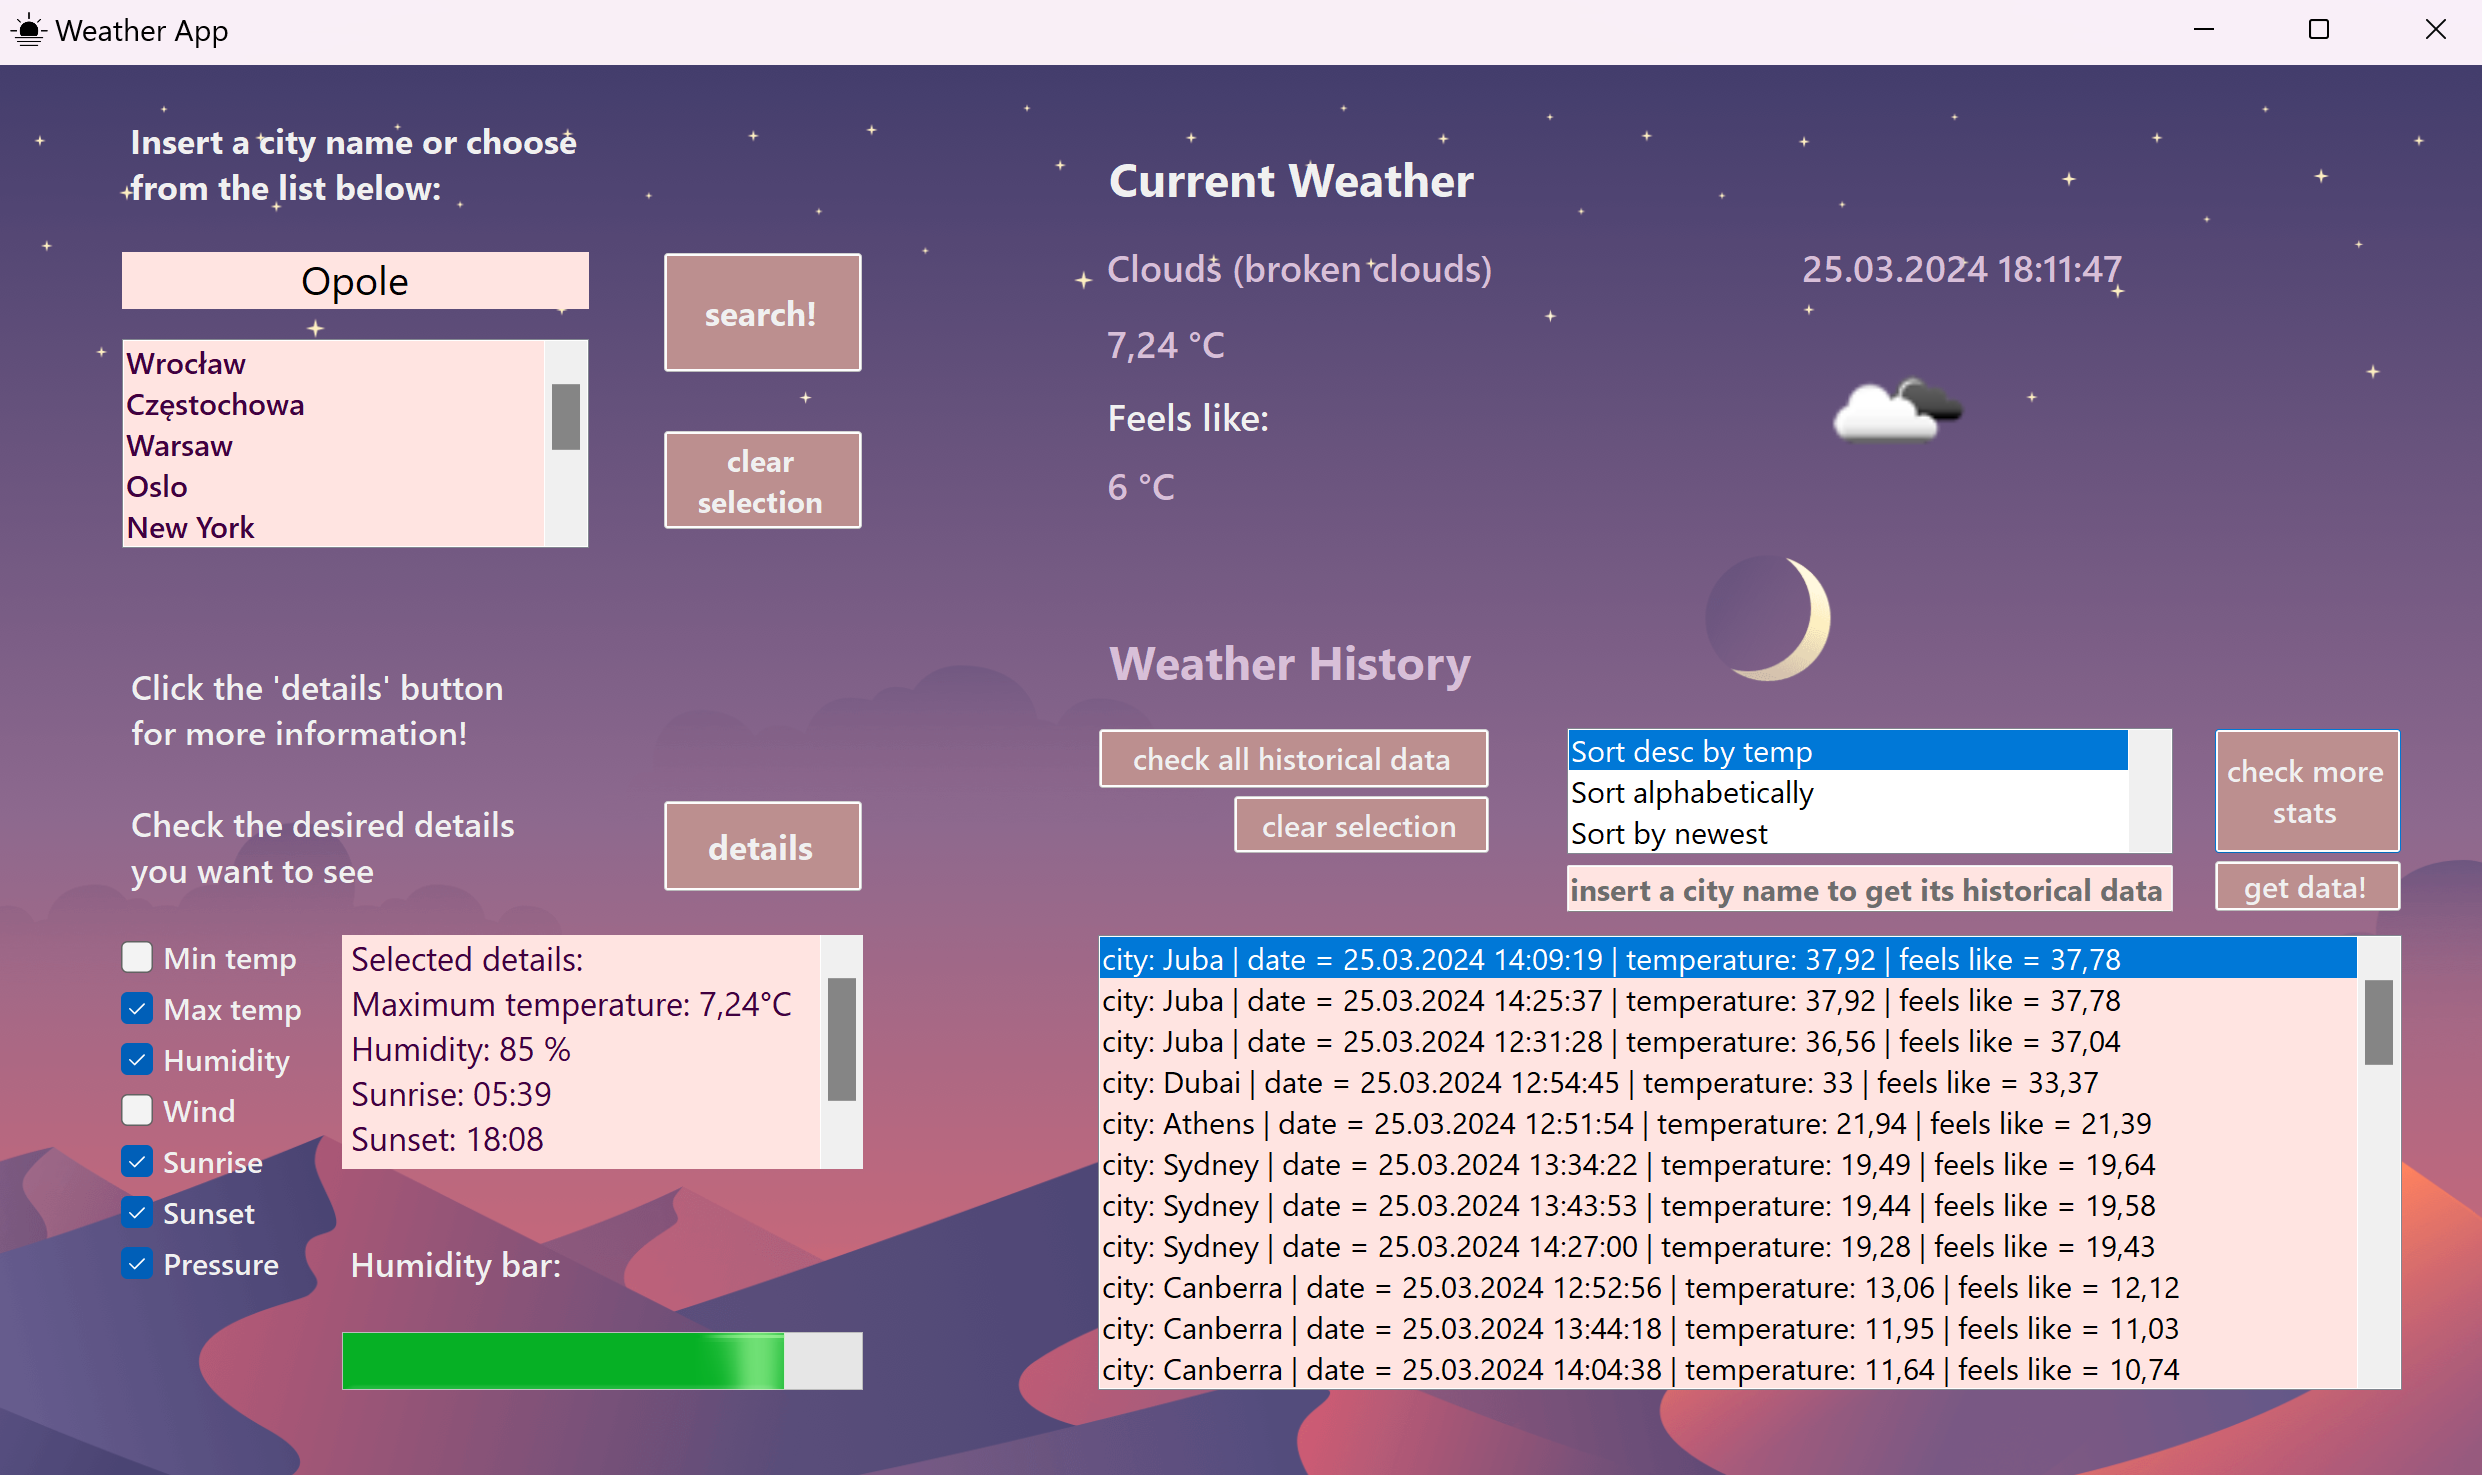 Weather App
Insert a city name or choose
from the list below:
Opole
search!
Wrocław
Częstochowa
Warsaw
Oslo
New York
clear
selection
Click the 'details' button
for more information!
Check the desired details
you want to see
details
Min temp
Max temp
Humidity
Wind
Sunrise
Sunset
Pressure
Selected details:
Maximum temperature: 7,24°C
Humidity: 85 %
Sunrise: 05:39
Sunset: 18:08
Humidity bar:
Current Weather
Clouds (broken clouds)
25.03.2024 18:11:47
7,24 °C
Feels like:
6 °C
Weather History
check all historical data
clear selection
Sort desc by temp
Sort alphabetically
Sort by newest
check more
stats
insert a city name to get its historical data
get data!
city: Juba | date = 25.03.2024 14:09:19 | temperature: 37,92 | feels like = 37,78
city: Juba | date = 25.03.2024 14:25:37 | temperature: 37,92 | feels like = 37,78
city: Juba | date = 25.03.2024 12:31:28 | temperature: 36,56 | feels like = 37,04
city: Dubai | date = 25.03.2024 12:54:45 | temperature: 33 | feels like = 33,37
city: Athens | date = 25.03.2024 12:51:54 | temperature: 21,94 | feels like = 21,39
city: Sydney | date = 25.03.2024 13:34:22 | temperature: 19,49 | feels like = 19,64
city: Sydney | date = 25.03.2024 13:43:53 | temperature: 19,44 | feels like = 19,58
city: Sydney | date = 25.03.2024 14:27:00 | temperature: 19,28 | feels like = 19,43
city: Canberra | date = 25.03.2024 12:52:56 | temperature: 13,06 | feels like = 12,12
city: Canberra | date = 25.03.2024 13:44:18 | temperature: 11,95 | feels like = 11,03
city: Canberra | date = 25.03.2024 14:04:38 | temperature: 11,64 | feels like = 10,74